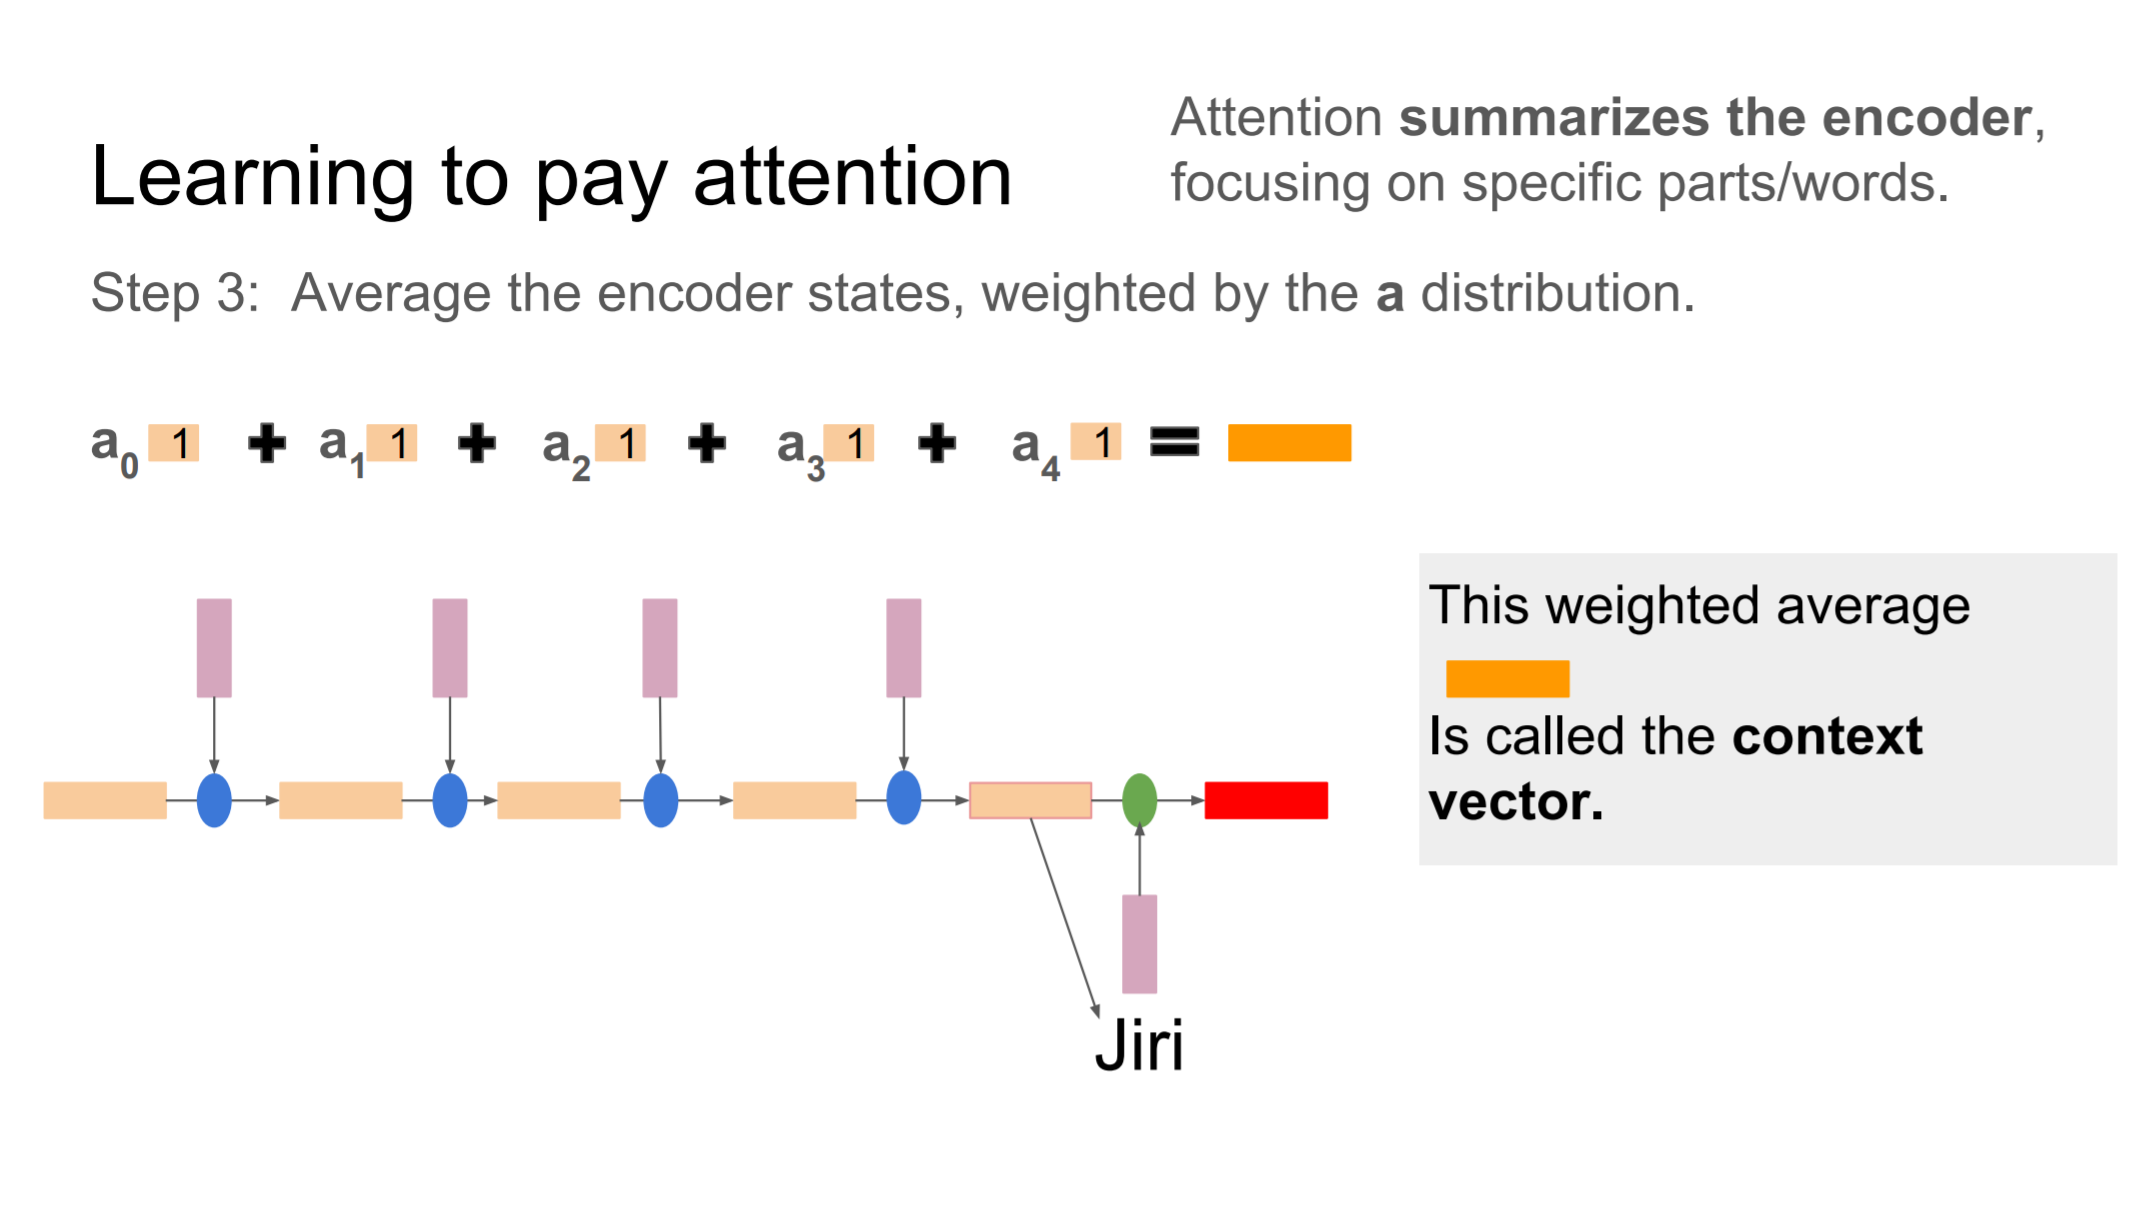 Attention summarizes the encoder,
focusing on specific parts/words.
Learning to pay attention
Step 3: Average the encoder states, weighted by the a distribution.
a0 1 + a1 1 + a2 1 + a3 1 + a4 1 =
This weighted average
Is called the context
vector.
Jiri